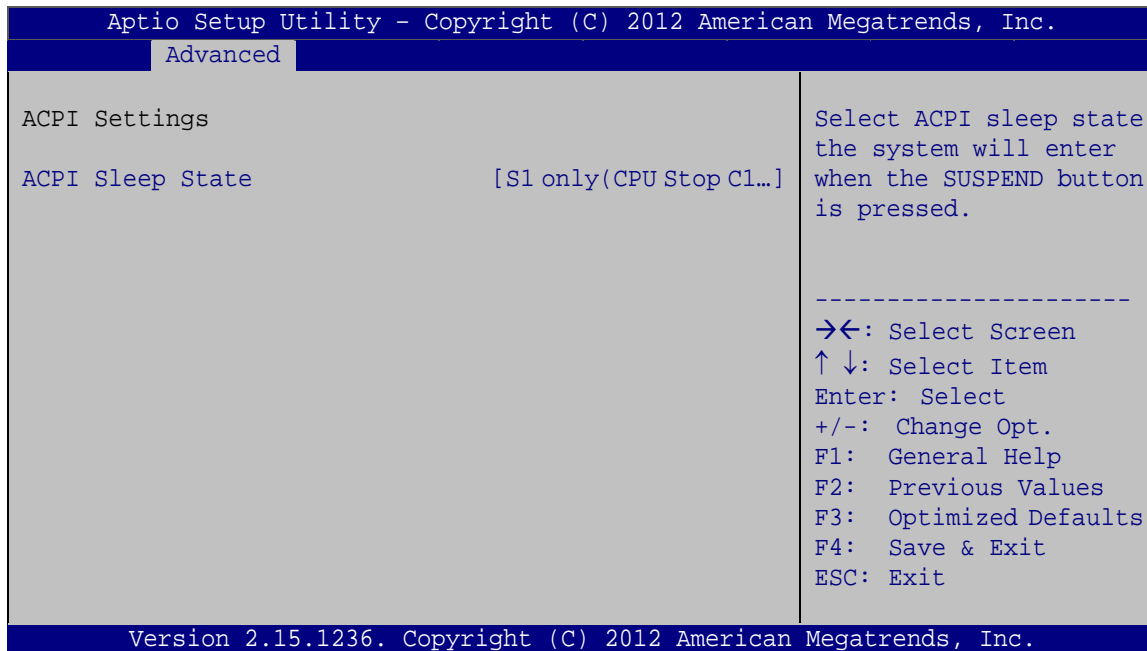 Aptio Setup Utility – Copyright (C) 2012 American Megatrends, Inc.
Advanced
ACPI Settings
ACPI Sleep State [S1 only(CPU Stop C1…]
Select ACPI sleep state
the system will enter
when the SUSPEND button
is pressed.
----------------------
→←: Select Screen
↑ ↓: Select Item
Enter: Select
+/-: Change Opt.
F1: General Help
F2: Previous Values
F3: Optimized Defaults
F4: Save & Exit
ESC: Exit
Version 2.15.1236. Copyright (C) 2012 American Megatrends, Inc.